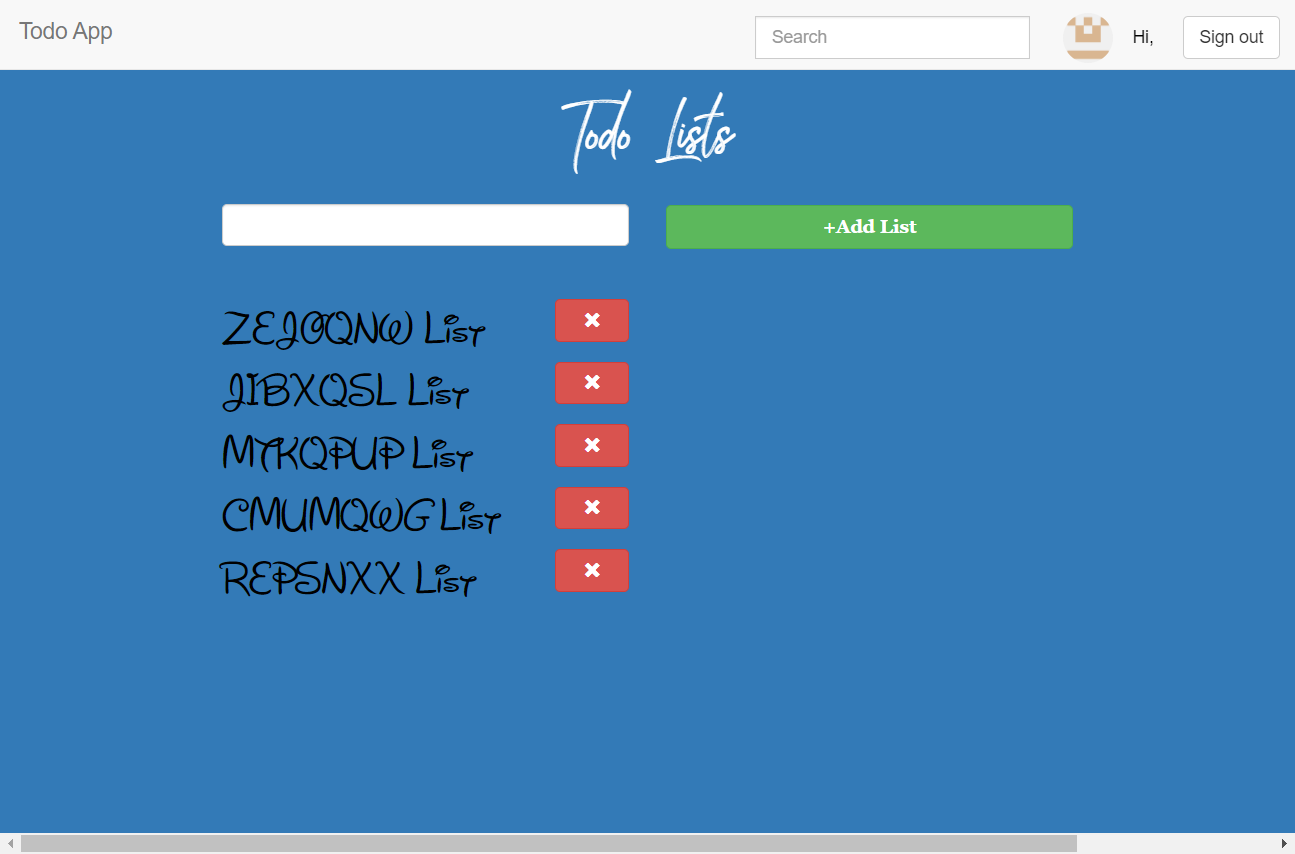 Todo App
Search
Hi,
Sign out
Todo Lists
+Add List
ZEJOQNW List
JIBXQSL List
MTKQPUP List
CMUMQWG List
REPSNXX List